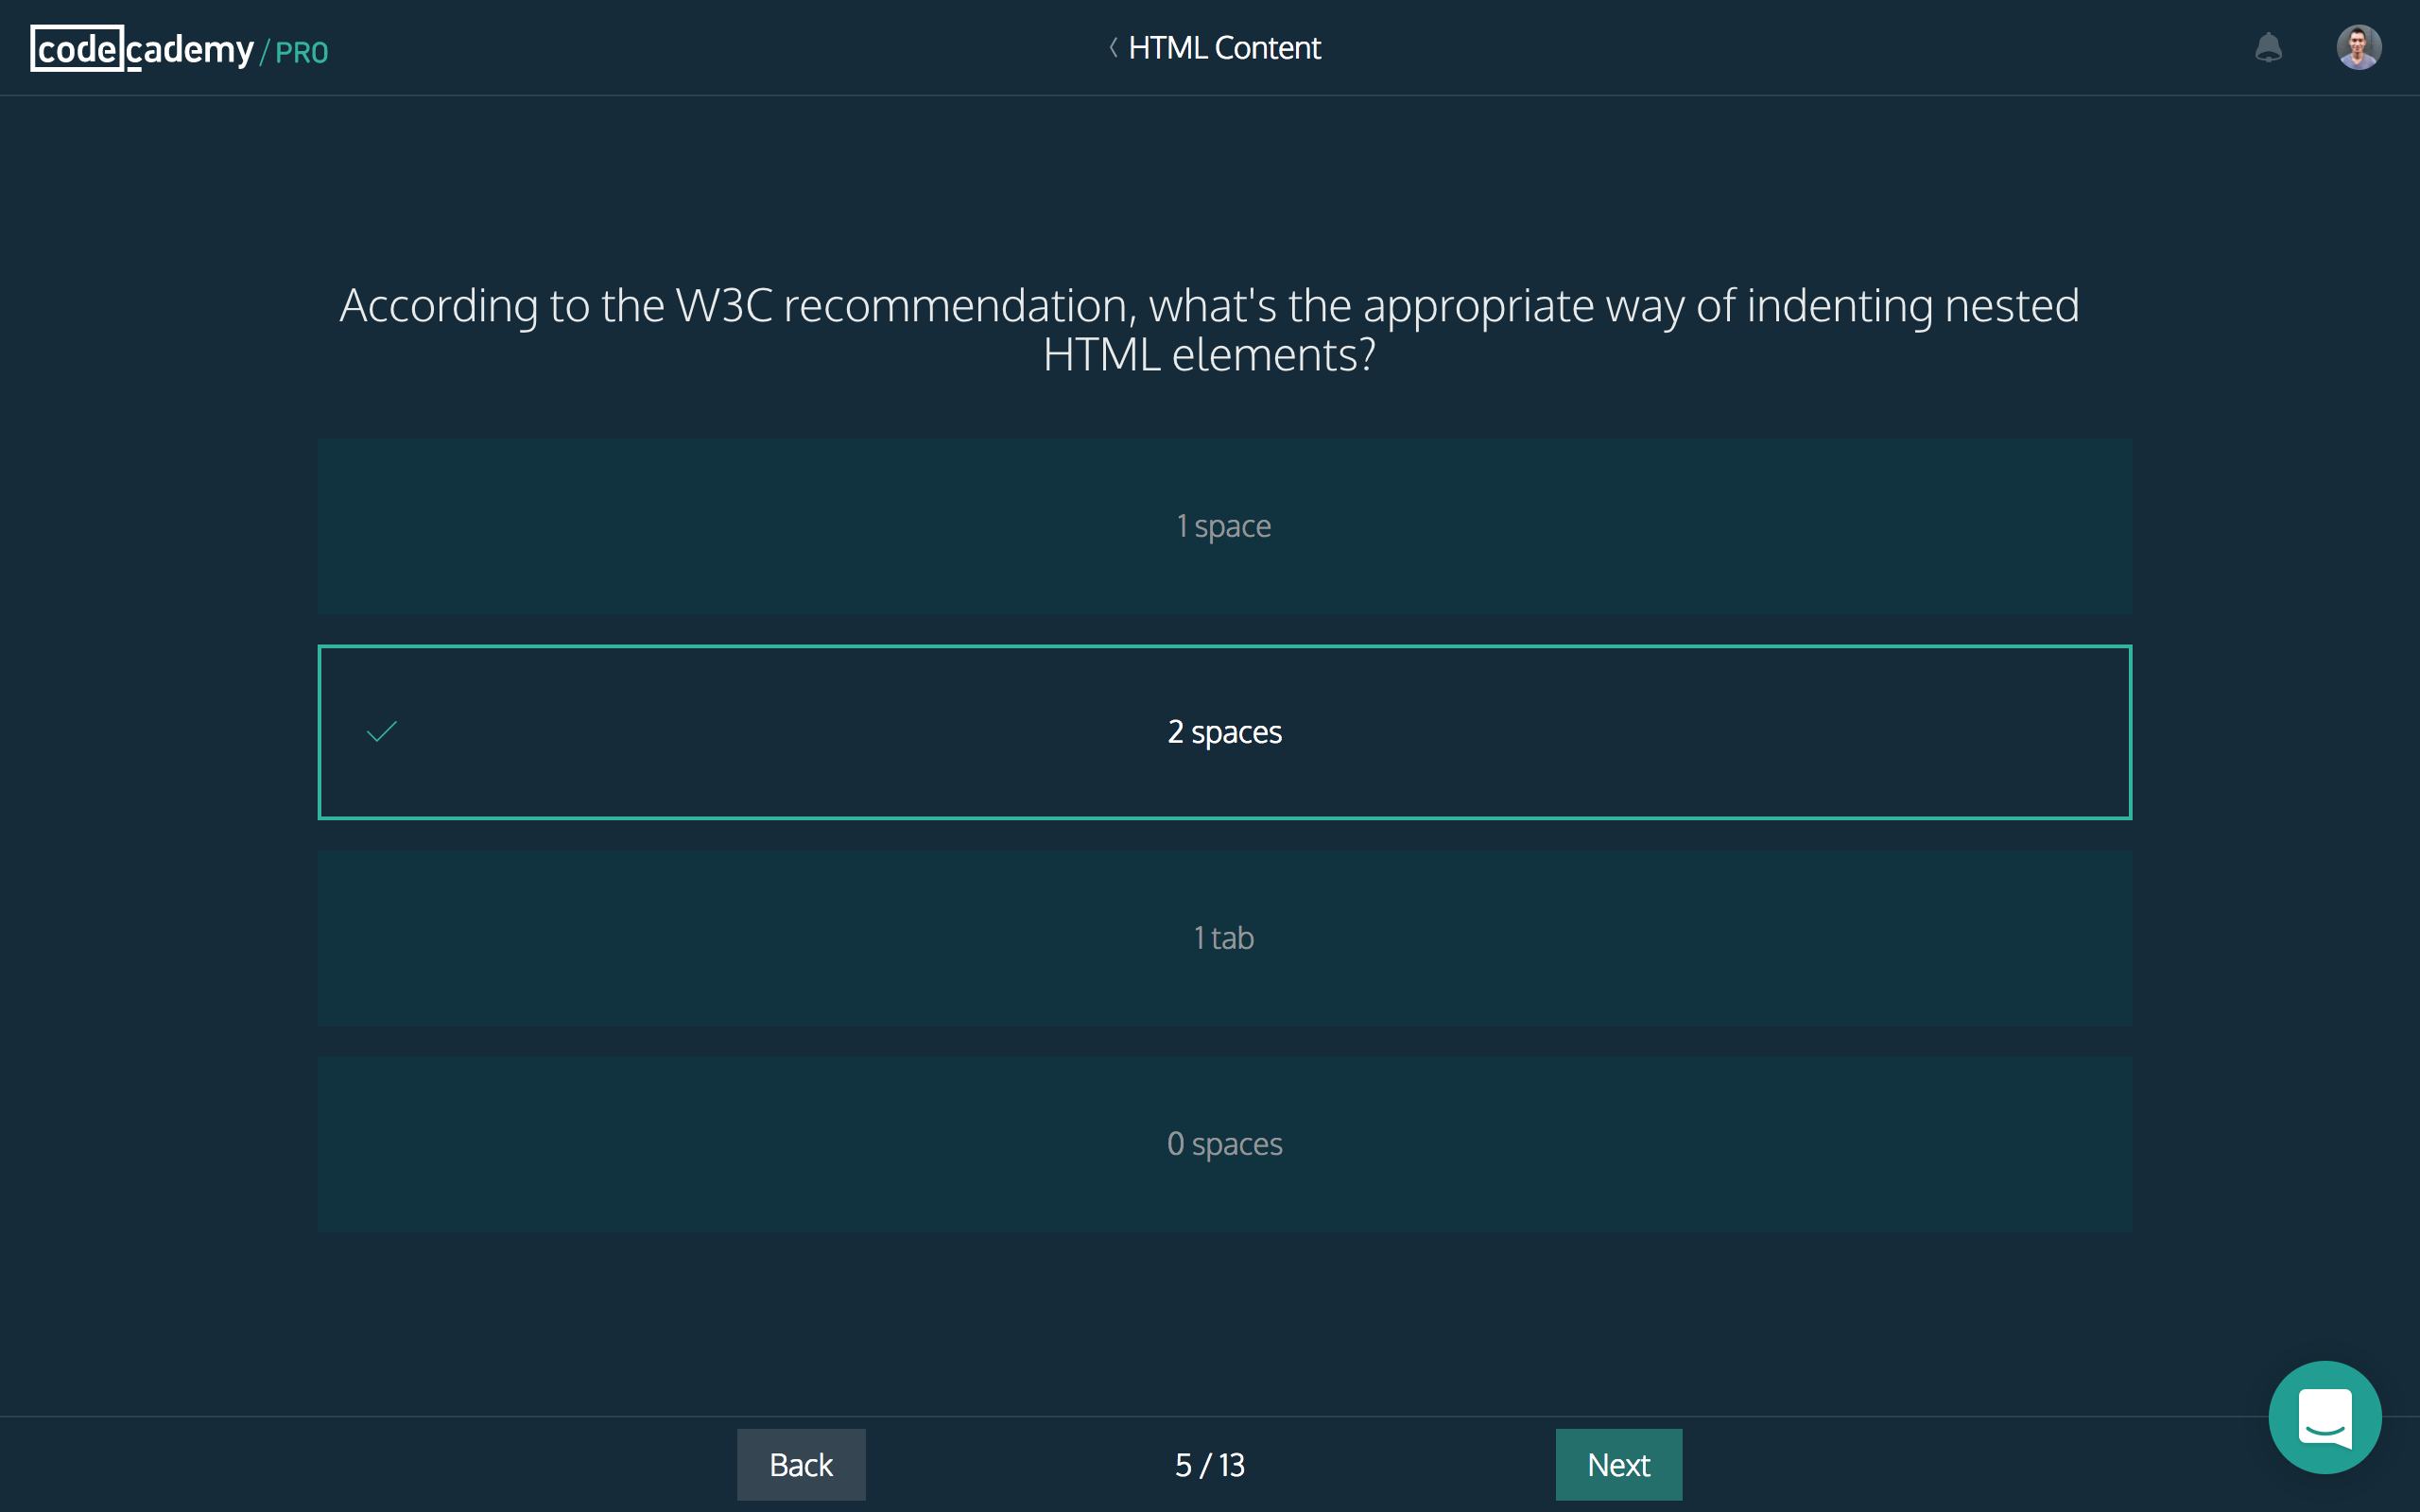 codecademy/PRO
HTML Content
According to the W3C recommendation, what's the appropriate way of indenting nested
HTML elements?
1 space
2 spaces
1 tab
0 spaces
Back
5 / 13
Next